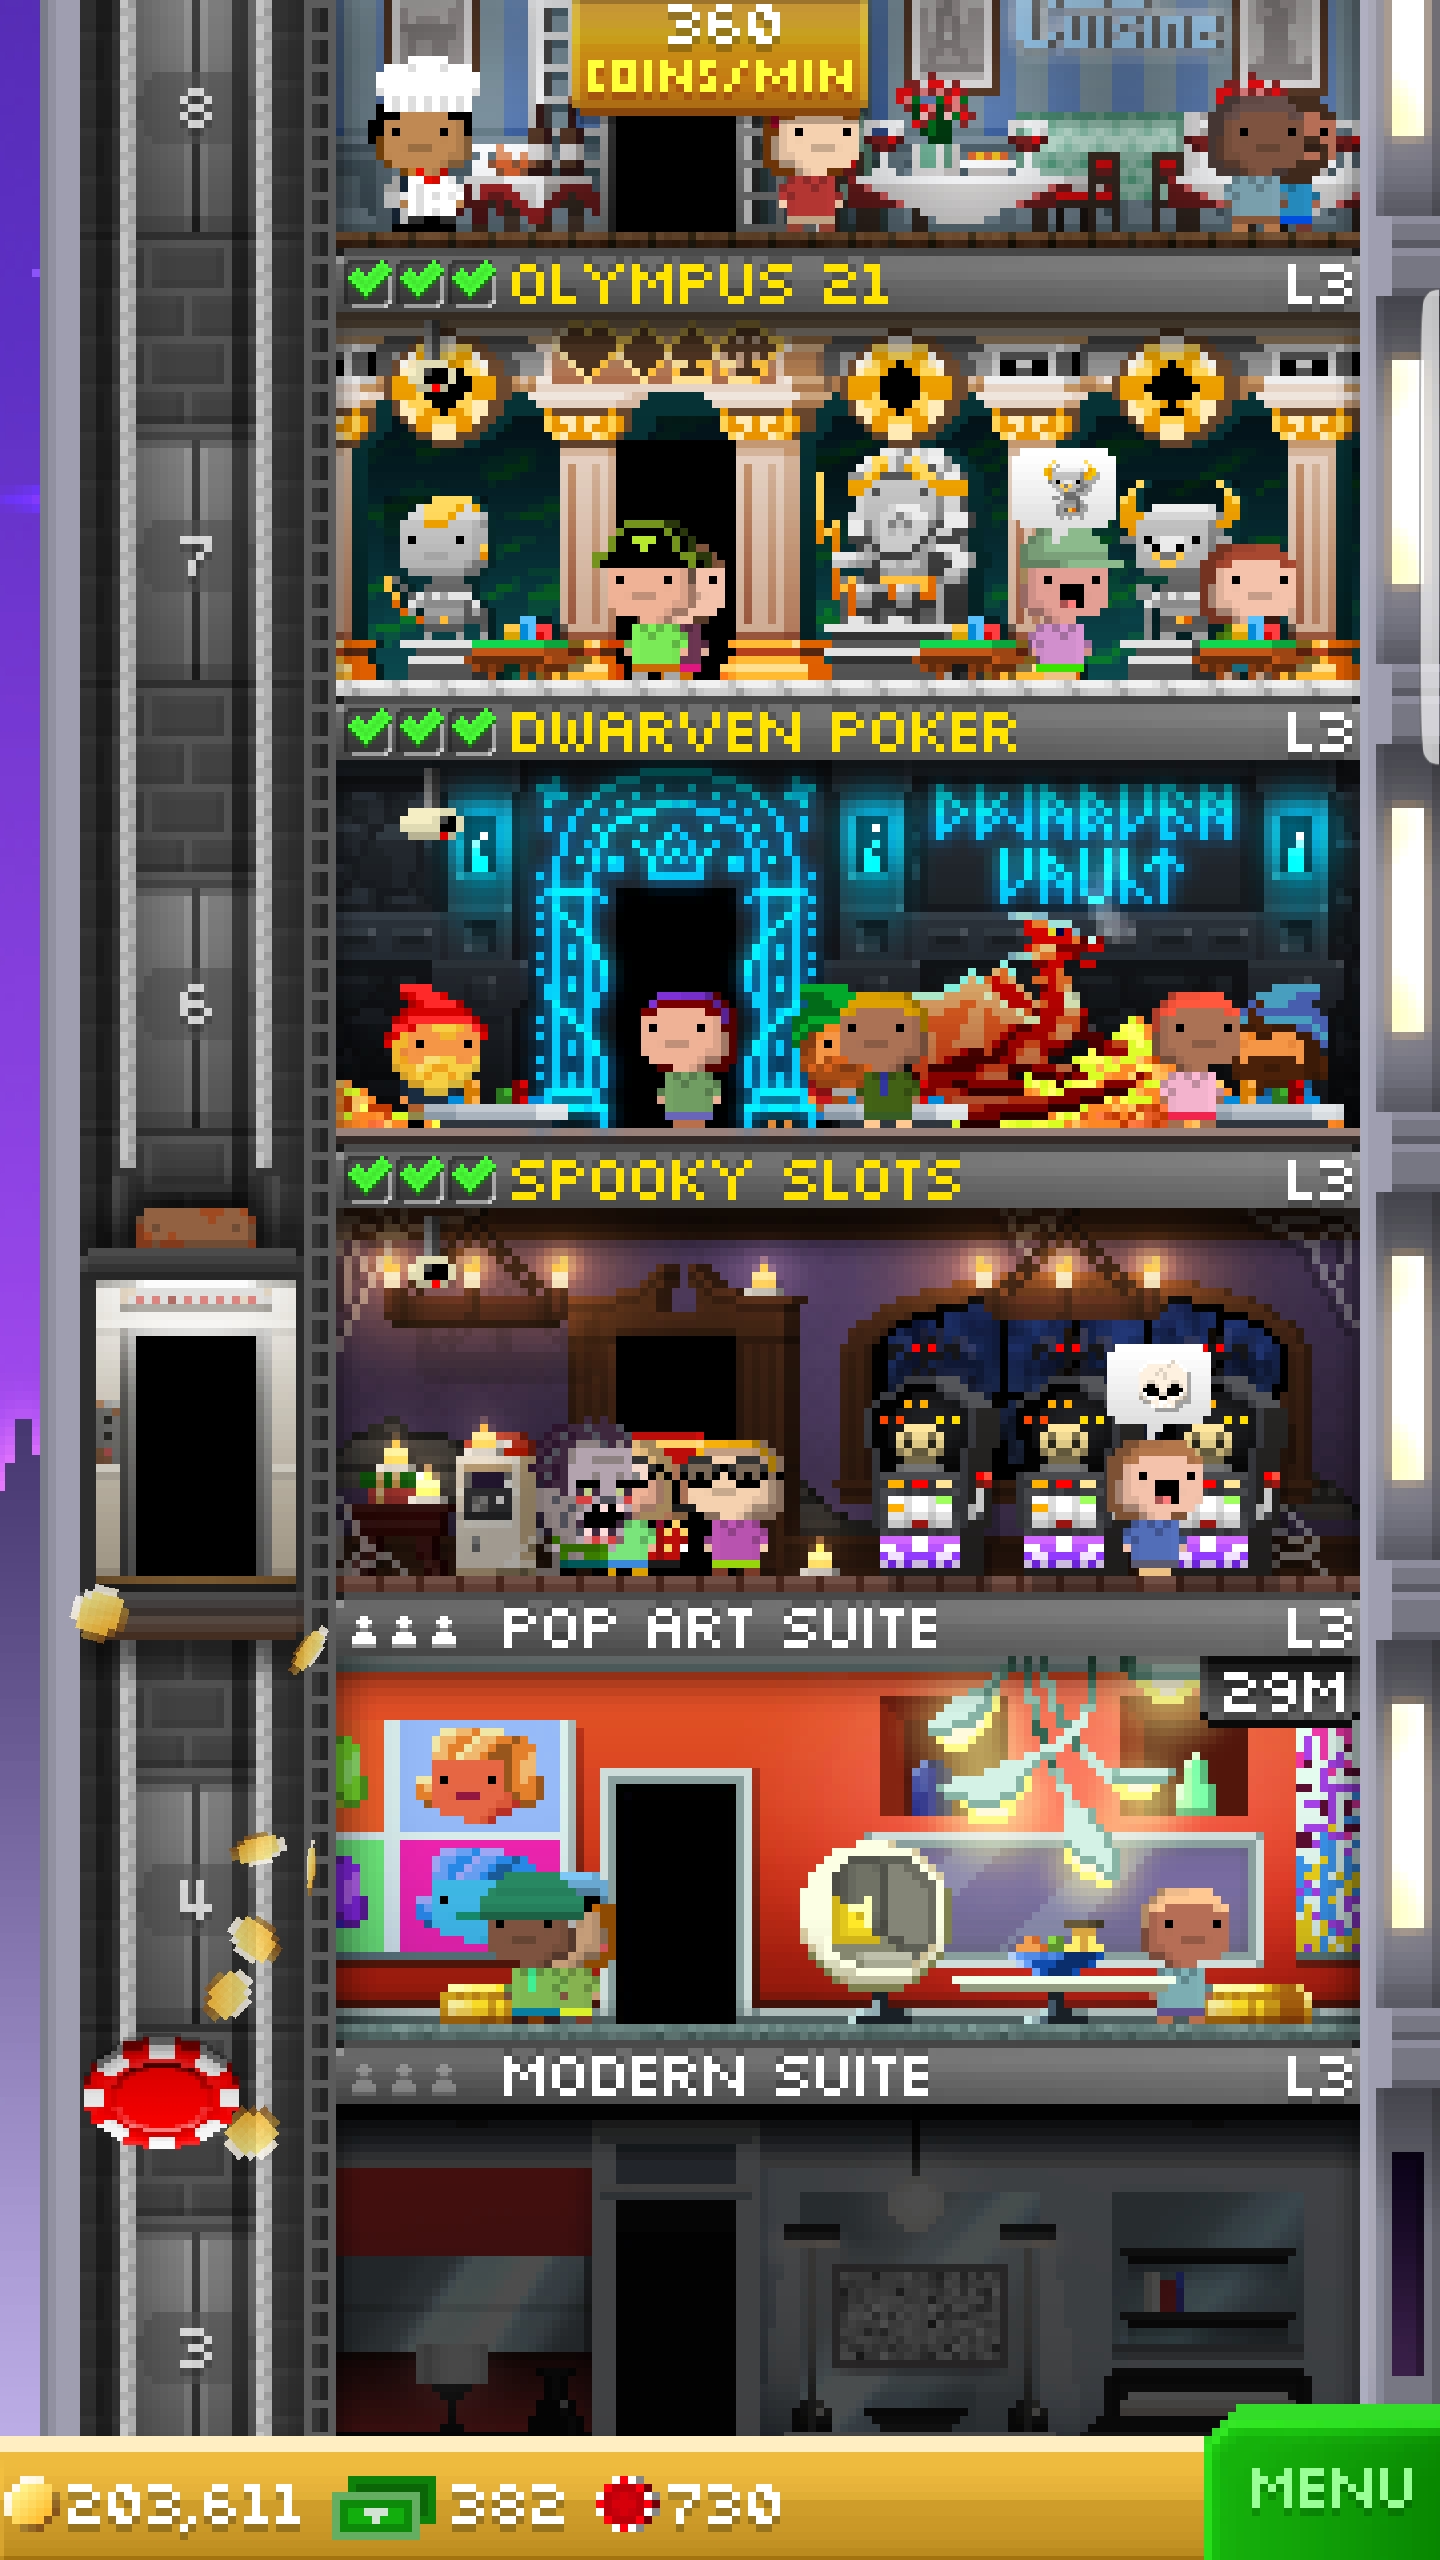 Cuisine
360
COINS/MIN
8
OLYMPUS 21 L3
7
DWARVEN POKER L3
DWARVEN
VAULT
6
SPOOKY SLOTS L3
POP ART SUITE L3
29M
4
MODERN SUITE L3
3
203,611 382 730
MENU